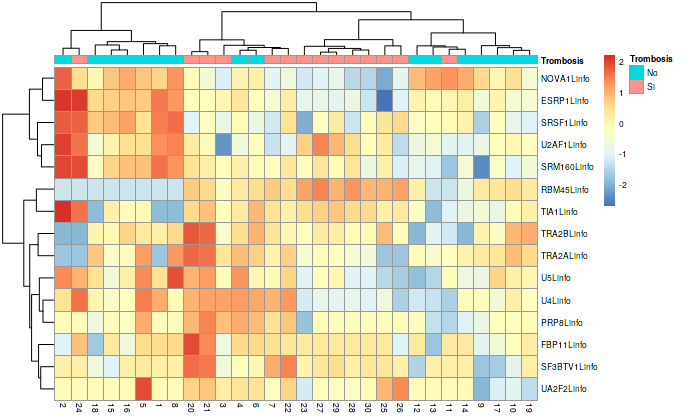 Trombosis
NOVA1Linfo
ESRP1Linfo
SRSF1Linfo
U2AF1Linfo
SRM160Linfo
RBM45Linfo
TIA1Linfo
TRA2BLinfo
TRA2ALinfo
U5Linfo
U4Linfo
PRP8Linfo
FBP11Linfo
SF3BTV1Linfo
UA2F2Linfo
2 24 18 15 16 5 1 8 20 21 3 4 6 7 22 23 27 29 28 30 25 26 12 13 11 14 9 17 10 19
2
1
0
-1
-2
Trombosis
No
SI